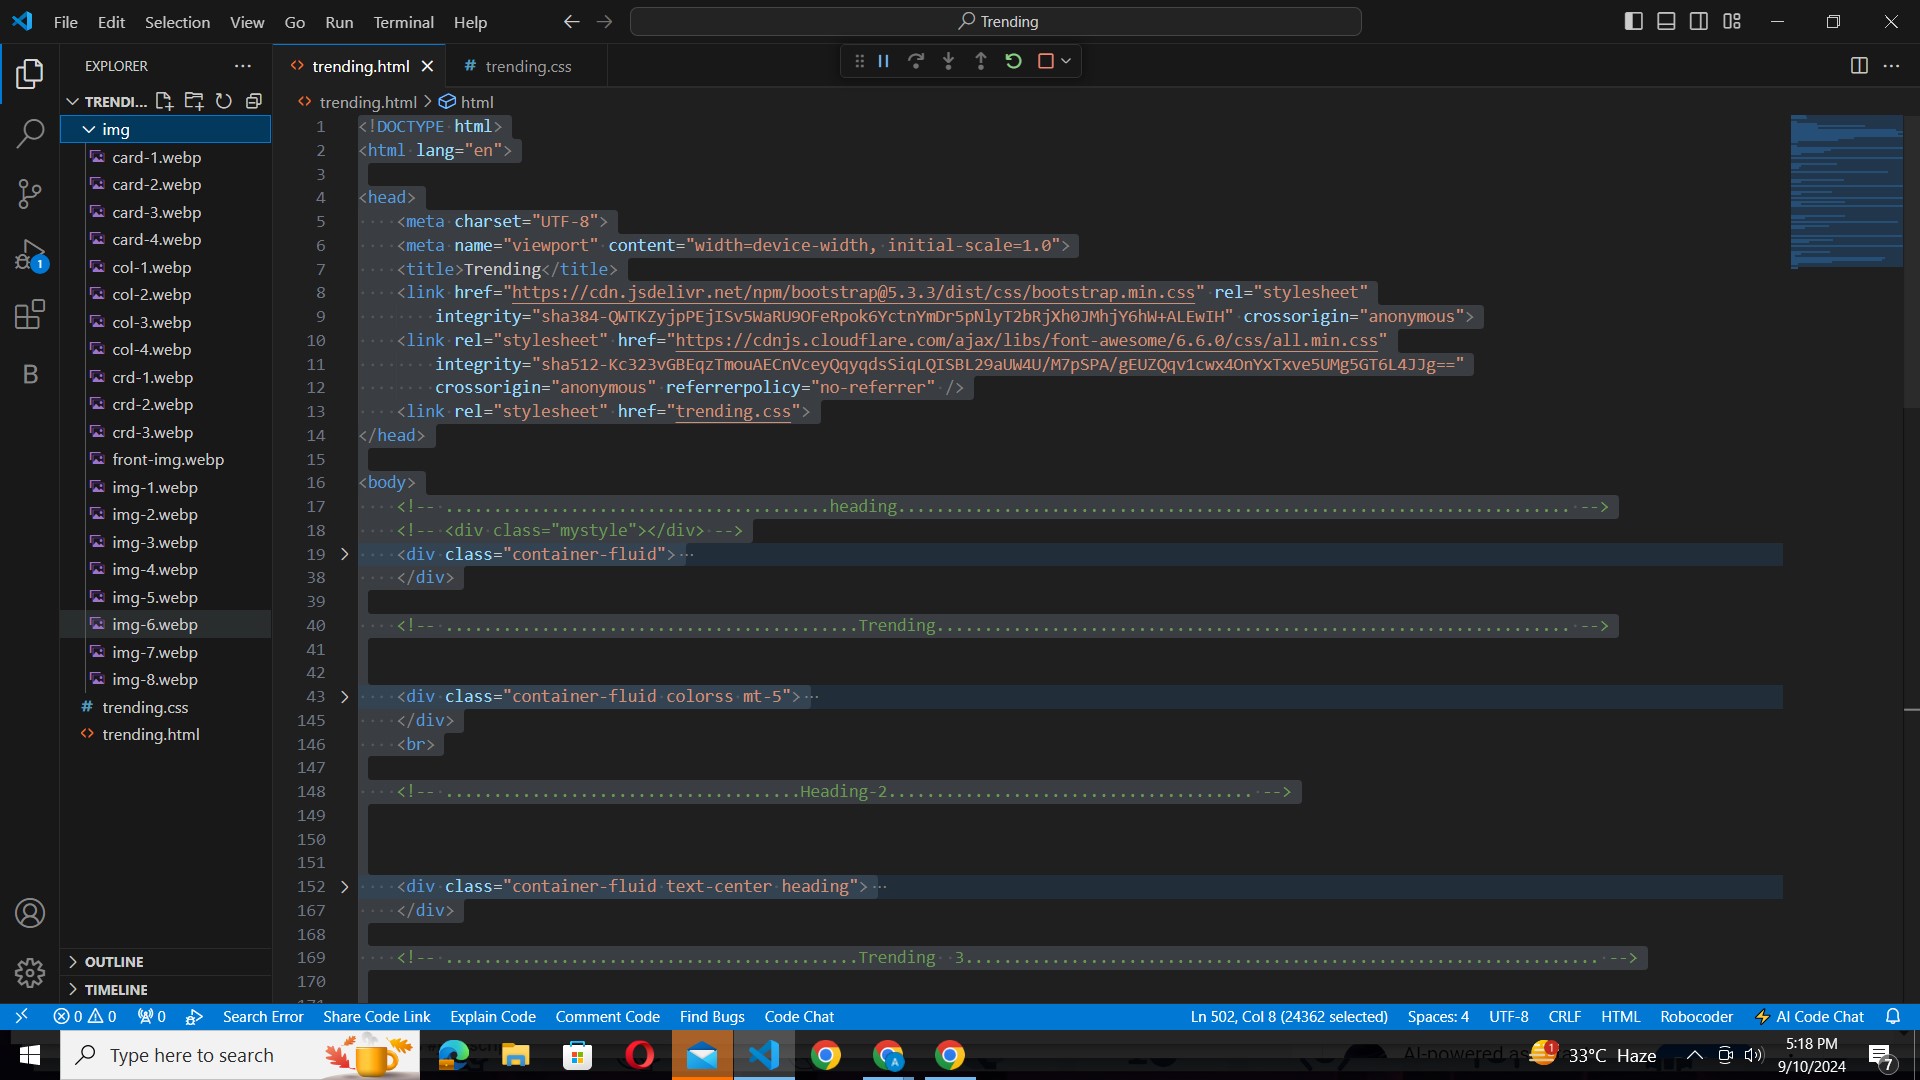 File Edit Selection View Go Run Terminal Help
Trending
EXPLORER
trending.html
trending.css
TRENDI...
trending.html > html
img
card-1.webp
card-2.webp
card-3.webp
card-4.webp
col-1.webp
col-2.webp
col-3.webp
col-4.webp
crd-1.webp
crd-2.webp
crd-3.webp
front-img.webp
img-1.webp
img-2.webp
img-3.webp
img-4.webp
img-5.webp
img-6.webp
img-7.webp
img-8.webp
trending.css
trending.html
OUTLINE
TIMELINE
1 <!DOCTYPE html>
2 <html lang="en">
3
4 <head>
5 <meta charset="UTF-8">
6 <meta name="viewport" content="width=device-width, initial-scale=1.0">
7 <title>Trending</title>
8 <link href="https://cdn.jsdelivr.net/npm/bootstrap@5.3.3/dist/css/bootstrap.min.css" rel="stylesheet"
9 integrity="sha384-QWTKZyjpPEjISv5WaRU9OFeRpok6YctnYmDr5pNlyT2bRjXh0JMhjY6hW+ALEwIH" crossorigin="anonymous">
10 <link rel="stylesheet" href="https://cdnjs.cloudflare.com/ajax/libs/font-awesome/6.6.0/css/all.min.css"
11 integrity="sha512-Kc323vGBEqzTmouAECnVceyQqyqdsSiqLQISBL29aUW4U/M7pSPA/gEUZQqv1cwx4OnYxTxve5UMg5GT6L4JJg=="
12 crossorigin="anonymous" referrerpolicy="no-referrer" />
13 <link rel="stylesheet" href="trending.css">
14 </head>
15
16 <body>
17 <!-- ........................................heading...................................................................... -->
18 <!-- <div class="mystyle"></div> -->
19 <div class="container-fluid">...
38 </div>
39
40 <!-- ...........................................Trending.................................................................. -->
41
42
43 <div class="container-fluid colorss mt-5">...
145 </div>
146 <br>
147
148 <!-- .....................................Heading-2...................................... -->
149
150
151
152 <div class="container-fluid text-center heading">...
167 </div>
168
169 <!-- ...........................................Trending  3.................................................................. -->
170
171
0 0 0 Search Error Share Code Link Explain Code Comment Code Find Bugs Code Chat Ln 502, Col 8 (24362 selected) Spaces: 4 UTF-8 CRLF HTML Robocoder AI Code Chat
Type here to search
1
33°C Haze
5:18 PM
9/10/2024
7